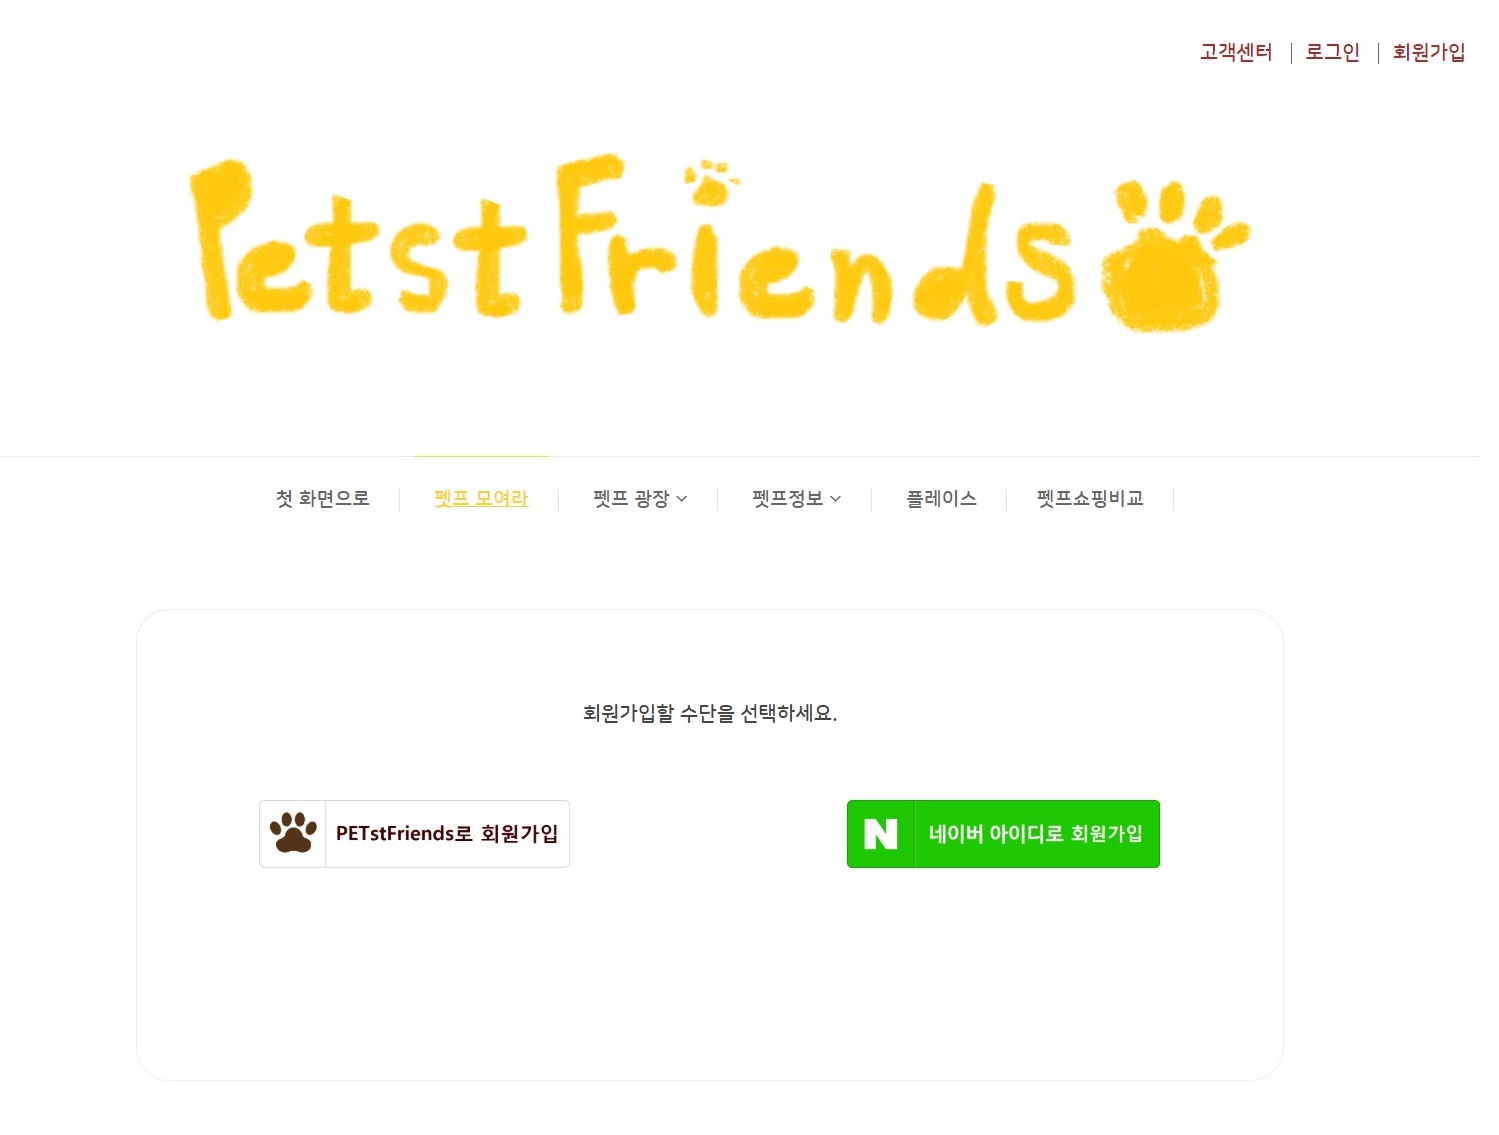 고객센터 로그인 회원가입
Petst Friends
첫 화면으로 펫프 모여라 펫프 광장 펫프정보 플레이스 펫프쇼핑비교
회원가입할 수단을 선택하세요.
PETstFriends로 회원가입 N 네이버 아이디로 회원가입